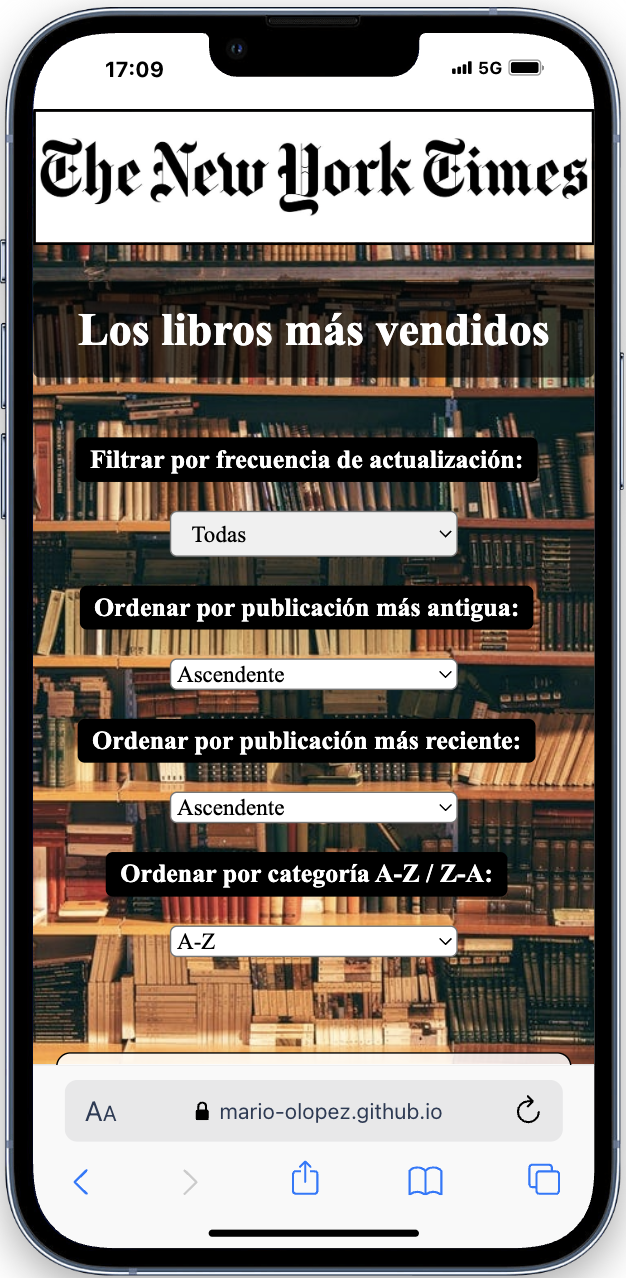 17:09
5G
The New York Times
Los libros más vendidos
Filtrar por frecuencia de actualización:
Todas
Ordenar por publicación más antigua:
Ascendente
Ordenar por publicación más reciente:
Ascendente
Ordenar por categoría A-Z / Z-A:
A-Z
AA mario-olopez.github.io